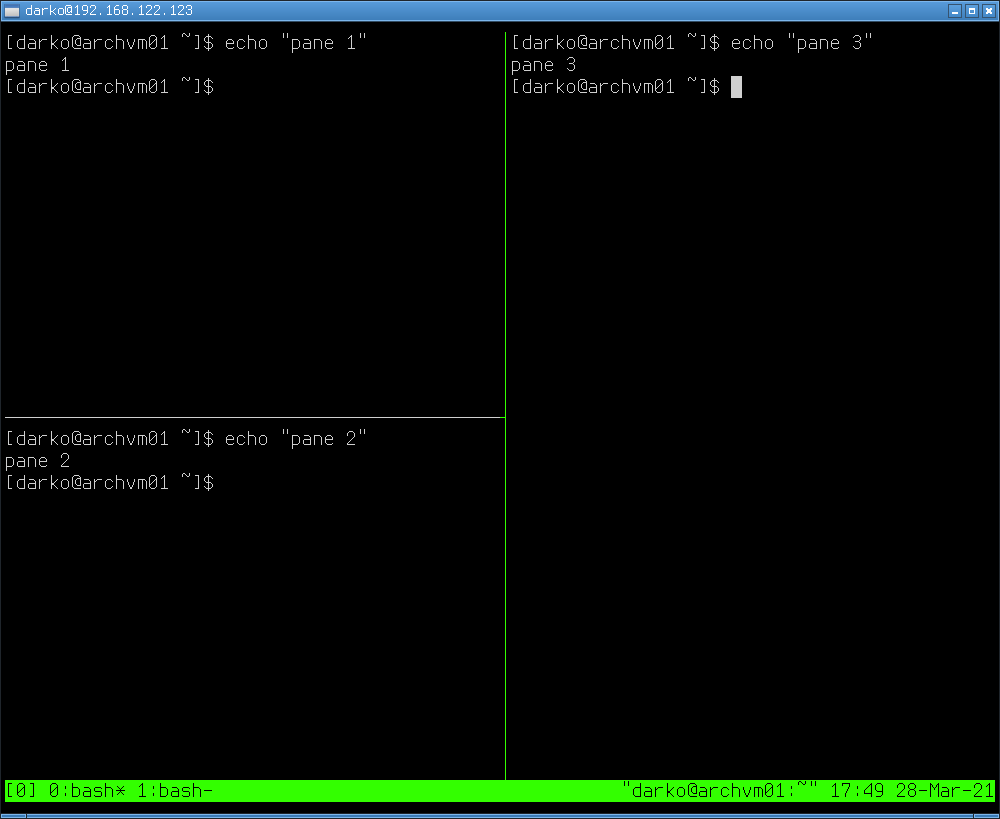 darko@192.168.122.123
[darko@archvm01 ~]$ echo "pane 1"
pane 1
[darko@archvm01 ~]$
[darko@archvm01 ~]$ echo "pane 2"
pane 2
[darko@archvm01 ~]$
[darko@archvm01 ~]$ echo "pane 3"
pane 3
[darko@archvm01 ~]$
[0] 0:bash* 1:bash- "darko@archvm01:~" 17:49 28-Mar-21